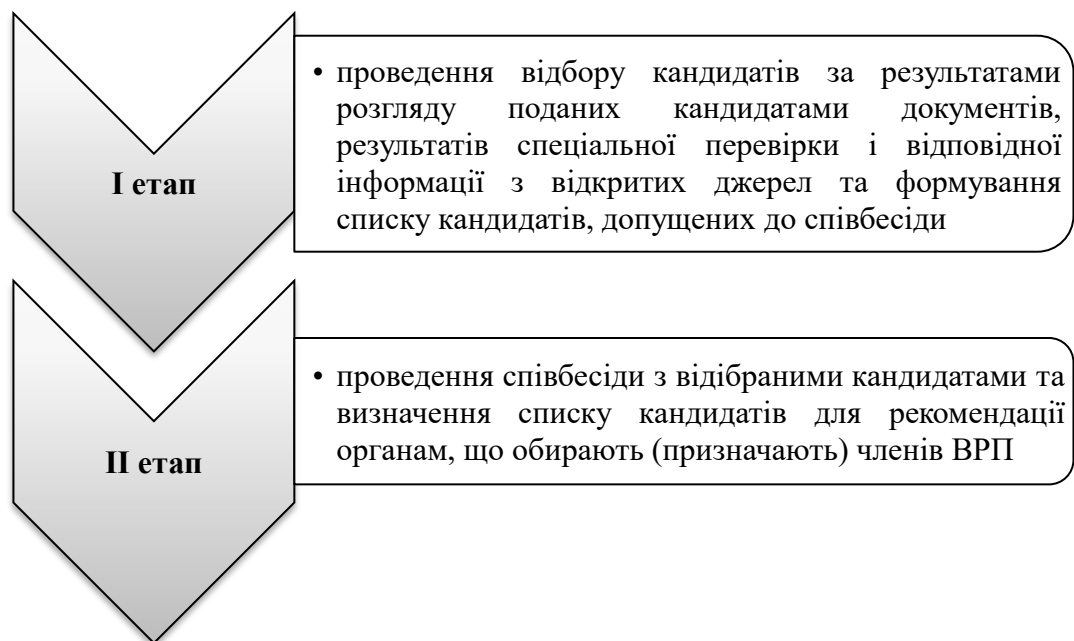 І етап
• проведення відбору кандидатів за результатами
розгляду поданих кандидатами документів,
результатів спеціальної перевірки і відповідної
інформації з відкритих джерел та формування
списку кандидатів, допущених до співбесіди
ІІ етап
• проведення співбесіди з відібраними кандидатами та
визначення списку кандидатів для рекомендації
органам, що обирають (призначають) членів ВРП